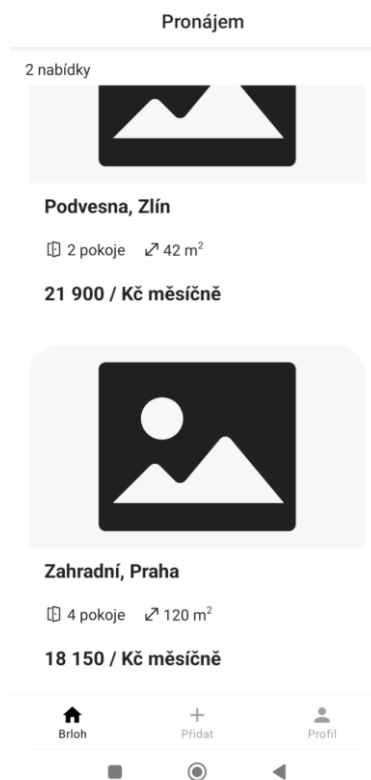 Pronájem
2 nabídky
Podvesna, Zlín
2 pokoje 42 m²
21 900 / Kč měsíčně
Zahradní, Praha
4 pokoje 120 m²
18 150 / Kč měsíčně
Brloh Přidat Profil